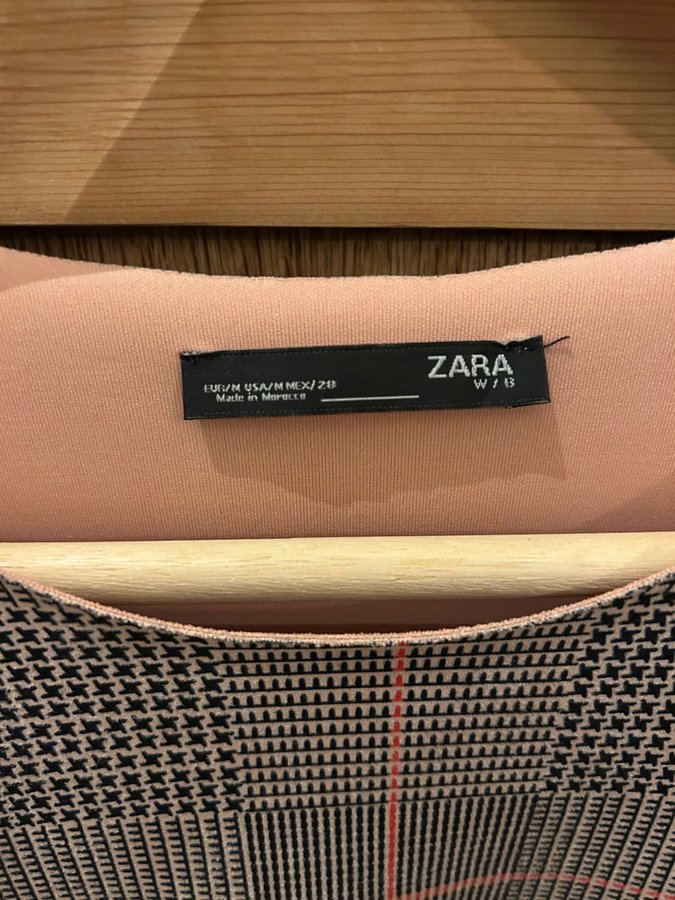 ZARA
W / B
EUR/M USA/M MEX/28
Made in Morocco